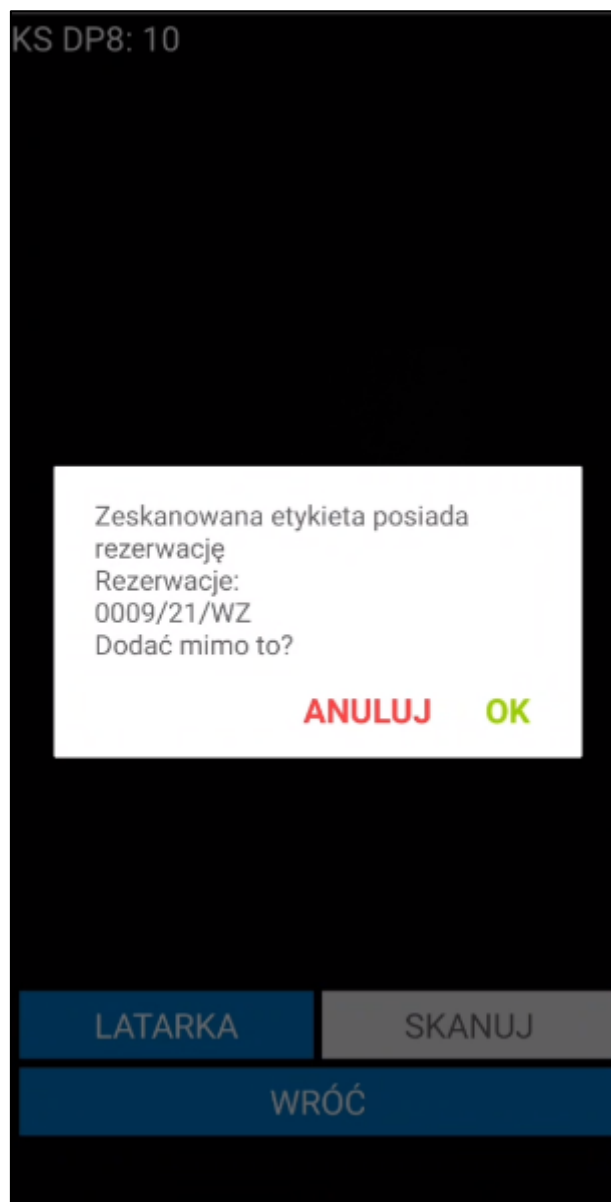 KS DP8: 10
Zeskanowana etykieta posiada
rezerwację
Rezerwacje:
0009/21/WZ
Dodać mimo to?
ANULUJ OK
LATARKA SKANUJ
WRÓĆ